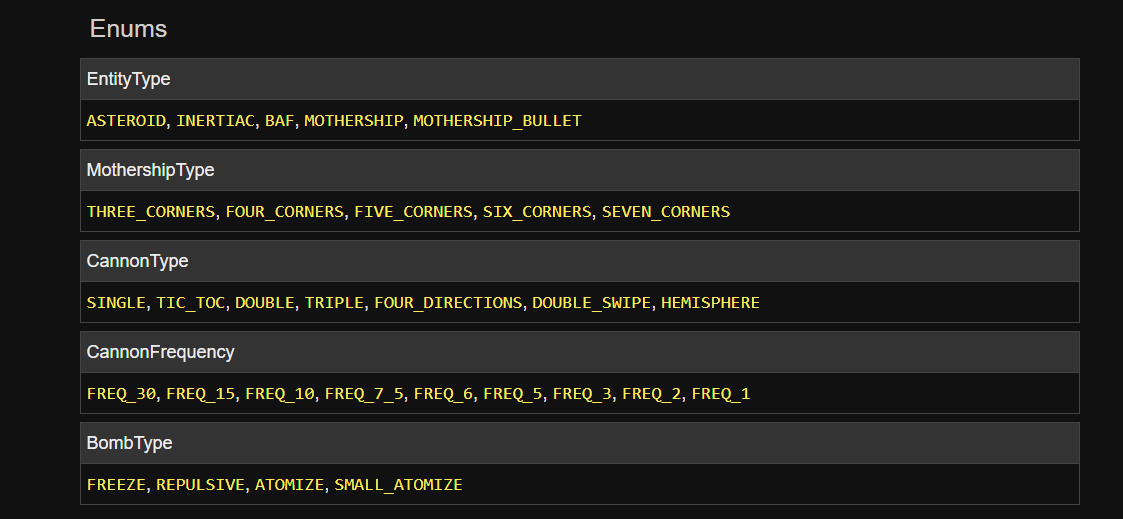 Enums
EntityType
ASTEROID, INERTIAC, BAF, MOTHERSHIP, MOTHERSHIP_BULLET
MothershipType
THREE_CORNERS, FOUR_CORNERS, FIVE_CORNERS, SIX_CORNERS, SEVEN_CORNERS
CannonType
SINGLE, TIC_TOC, DOUBLE, TRIPLE, FOUR_DIRECTIONS, DOUBLE_SWIPE, HEMISPHERE
CannonFrequency
FREQ_30, FREQ_15, FREQ_10, FREQ_7_5, FREQ_6, FREQ_5, FREQ_3, FREQ_2, FREQ_1
BombType
FREEZE, REPULSIVE, ATOMIZE, SMALL_ATOMIZE